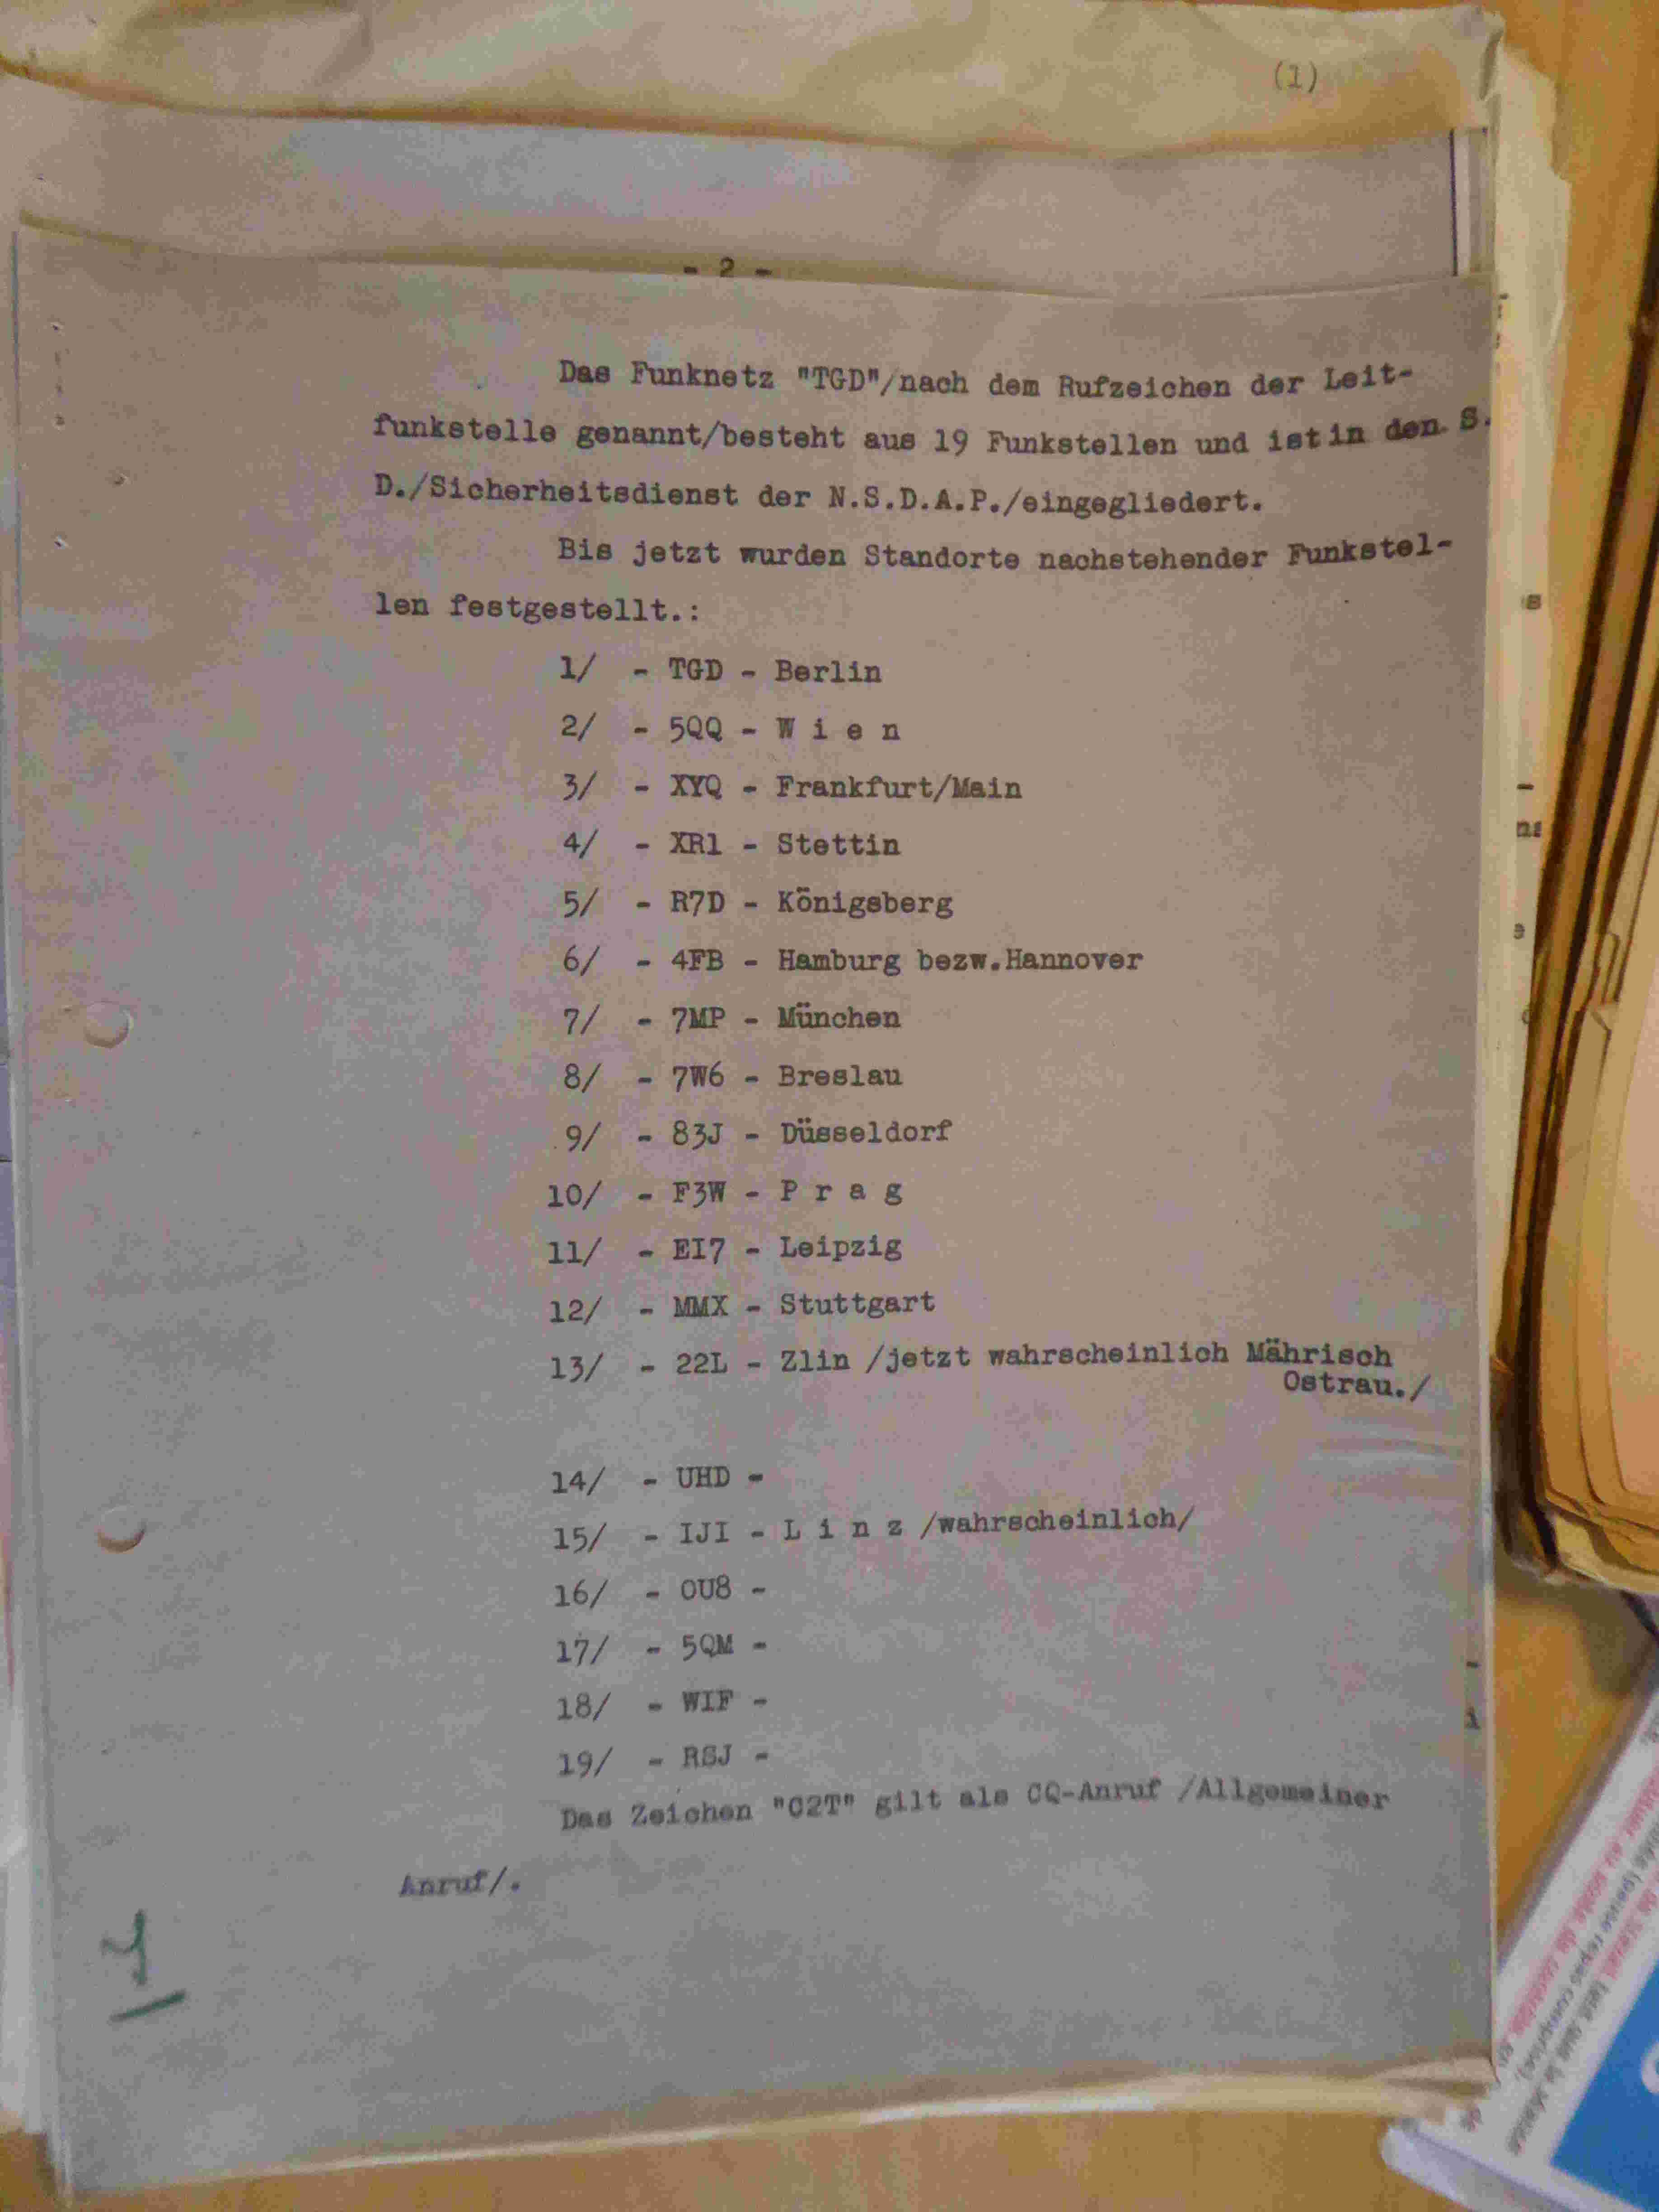 (1)
- 2 -
Das Funknetz "TGD"/nach dem Rufzeichen der Leit-
funkstelle genannt/besteht aus 19 Funkstellen und ist in den S.
D./Sicherheitsdienst der N.S.D.A.P./eingegliedert.
Bis jetzt wurden Standorte nachstehender Funkstel-
len festgestellt.:
1/ - TGD - Berlin
2/ - 5QQ - W i e n
3/ - XYQ - Frankfurt/Main
4/ - XR1 - Stettin
5/ - R7D - Königsberg
6/ - 4FB - Hamburg bezw.Hannover
7/ - 7MP - München
8/ - 7W6 - Breslau
9/ - 83J - Düsseldorf
10/ - F3W - P r a g
11/ - EI7 - Leipzig
12/ - MMX - Stuttgart
13/ - 22L - Zlin /jetzt wahrscheinlich Mährisch
Ostrau./
14/ - UHD -
15/ - IJI - L i n z /wahrscheinlich/
16/ - OU8 -
17/ - 5QM -
18/ - WIF -
19/ - RSJ -
Das Zeichen "C2T" gilt als CQ-Anruf /Allgemeiner
Anruf/.